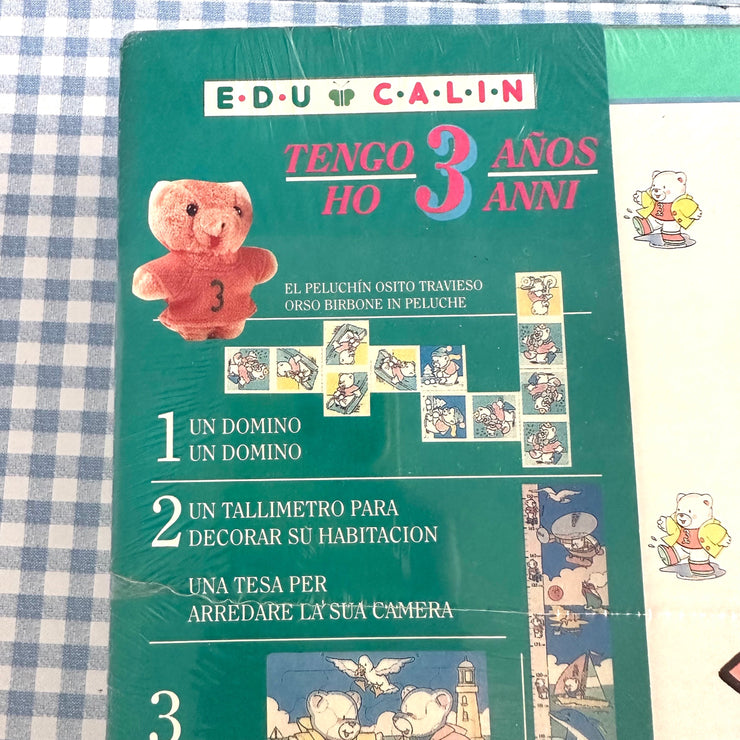 E·D·U C·A·L·I·N
TENGO 3 AÑOS
HO ANNI
3
EL PELUCHÍN OSITO TRAVIESO
ORSO BIRBONE IN PELUCHE
1 UN DOMINO
UN DOMINO
2 UN TALLIMETRO PARA
DECORAR SU HABITACION
UNA TESA PER
ARREDARE LA SUA CAMERA
3